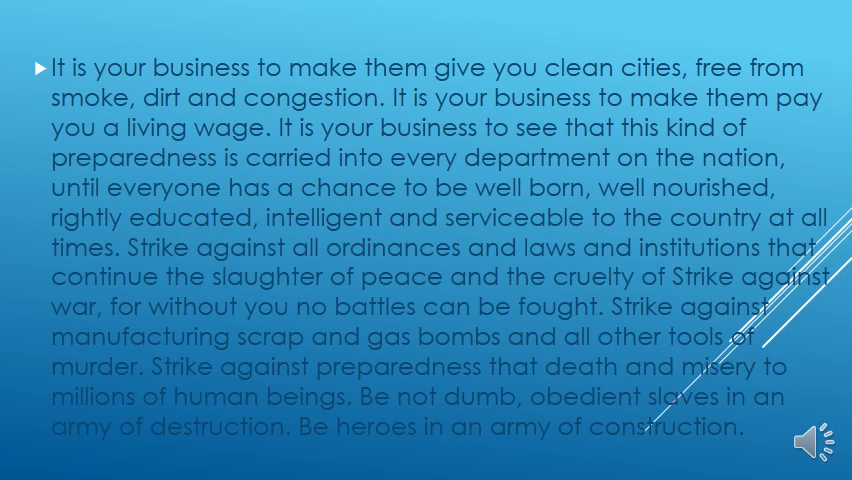 It is your business to make them give you clean cities, free from
smoke, dirt and congestion. It is your business to make them pay
you a living wage. It is your business to see that this kind of
preparedness is carried into every department on the nation,
until everyone has a chance to be well born, well nourished,
rightly educated, intelligent and serviceable to the country at all
times. Strike against all ordinances and laws and institutions that
continue the slaughter of peace and the cruelty of Strike against
war, for without you no battles can be fought. Strike against
manufacturing scrap and gas bombs and all other tools of
murder. Strike against preparedness that death and misery to
millions of human beings. Be not dumb, obedient slaves in an
army of destruction. Be heroes in an army of construction.